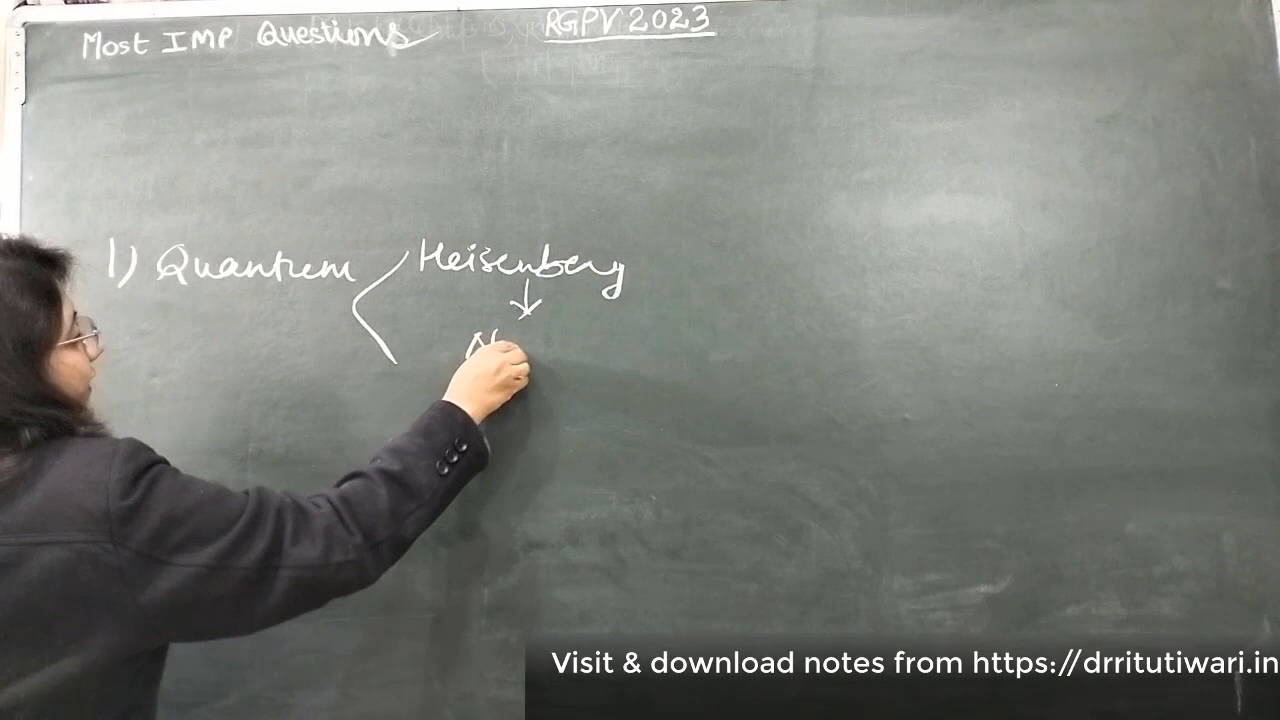 Most IMP Questions RGPV 2023
1) Quantum Heisenberg
N
Visit & download notes from https://drritutiwari.in